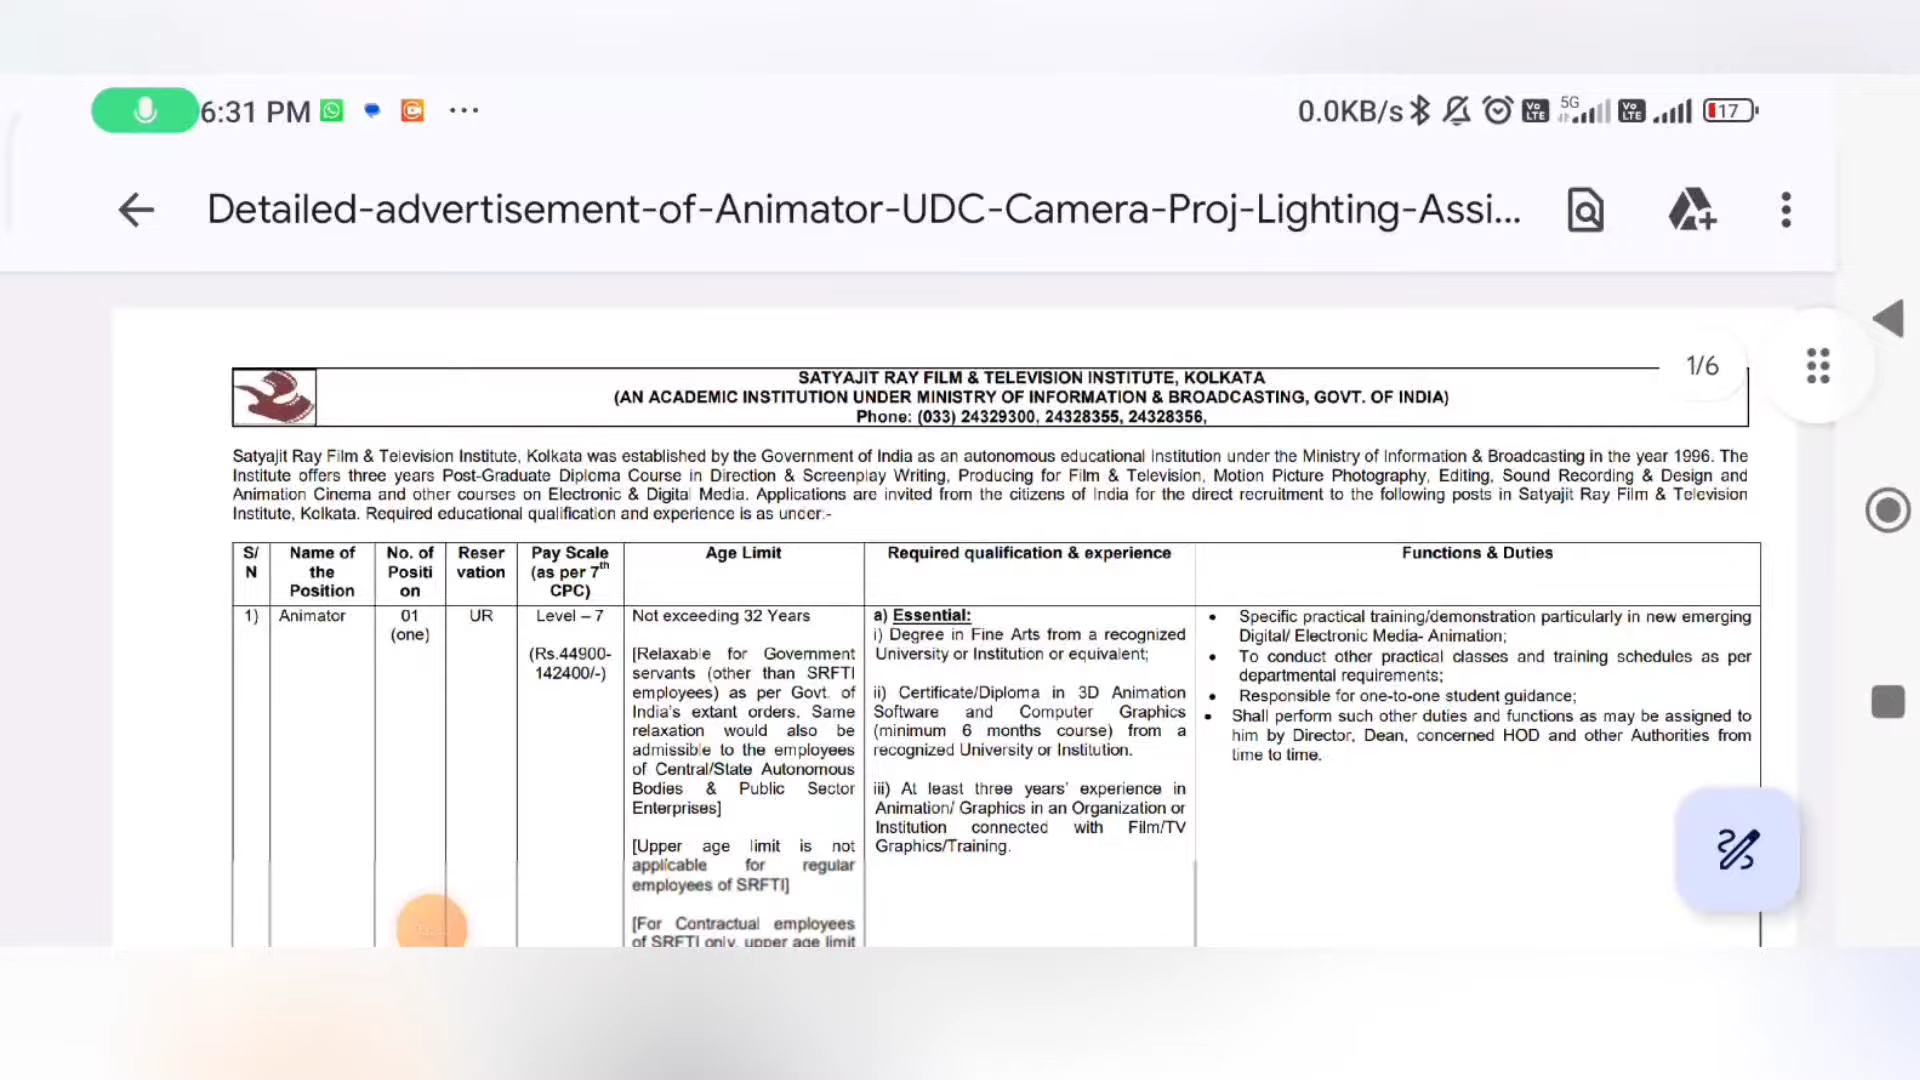 6:31 PM
0.0KB/s
5G
Vo LTE
Vo LTE
17
Detailed-advertisement-of-Animator-UDC-Camera-Proj-Lighting-Assi...
1/6
SATYAJIT RAY FILM & TELEVISION INSTITUTE, KOLKATA
(AN ACADEMIC INSTITUTION UNDER MINISTRY OF INFORMATION & BROADCASTING, GOVT. OF INDIA)
Phone: (033) 24329300, 24328355, 24328356,
Satyajit Ray Film & Television Institute, Kolkata was established by the Government of India as an autonomous educational Institution under the Ministry of Information & Broadcasting in the year 1996. The
Institute offers three years Post-Graduate Diploma Course in Direction & Screenplay Writing, Producing for Film & Television, Motion Picture Photography, Editing, Sound Recording & Design and
Animation Cinema and other courses on Electronic & Digital Media. Applications are invited from the citizens of India for the direct recruitment to the following posts in Satyajit Ray Film & Television
Institute, Kolkata. Required educational qualification and experience is as under:-
S/
N
Name of
the
Position
No. of
Positi
on
Reser
vation
Pay Scale
(as per 7th
CPC)
Age Limit
Required qualification & experience
Functions & Duties
1)
Animator
01
(one)
UR
Level – 7
(Rs.44900-
142400/-)
Not exceeding 32 Years
[Relaxable for Government
servants (other than SRFTI
employees) as per Govt. of
India's extant orders. Same
relaxation would also be
admissible to the employees
of Central/State Autonomous
Bodies & Public Sector
Enterprises]
[Upper age limit is not
applicable for regular
employees of SRFTI]
[For Contractual employees
of SRFTI only, upper age limit
a) Essential:
i) Degree in Fine Arts from a recognized
University or Institution or equivalent;
ii) Certificate/Diploma in 3D Animation
Software and Computer Graphics
(minimum 6 months course) from a
recognized University or Institution.
iii) At least three years' experience in
Animation/ Graphics in an Organization or
Institution connected with Film/TV
Graphics/Training.
• Specific practical training/demonstration particularly in new emerging
Digital/ Electronic Media- Animation;
• To conduct other practical classes and training schedules as per
departmental requirements;
• Responsible for one-to-one student guidance;
• Shall perform such other duties and functions as may be assigned to
him by Director, Dean, concerned HOD and other Authorities from
time to time.